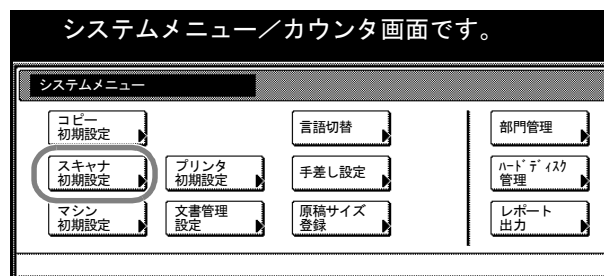 システムメニュー／カウンタ画面です。
システムメニュー
コピー
初期設定
言語切替
部門管理
スキャナ
初期設定
プリンタ
初期設定
手差し設定
ﾊｰﾄﾞﾃﾞｨｽｸ
管理
マシン
初期設定
文書管理
設定
原稿サイズ
登録
レポート
出力